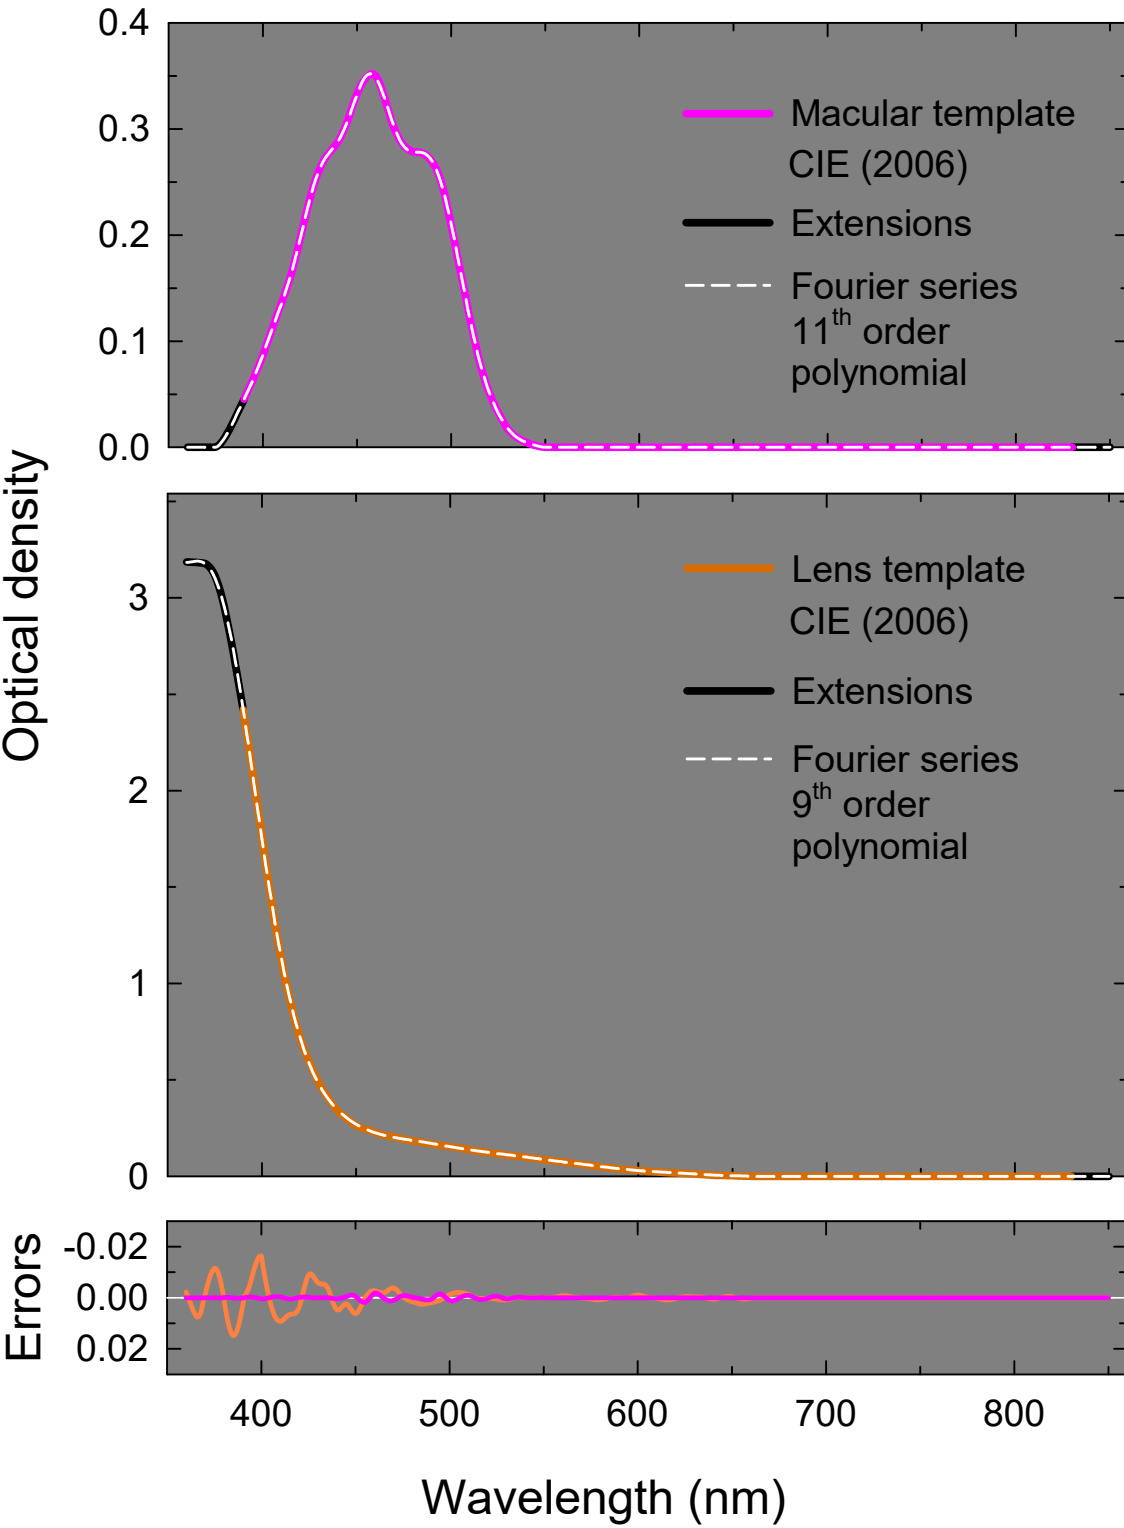 Optical density
0.4
0.3
0.2
0.1
0.0
Macular template
CIE (2006)
Extensions
Fourier series
11th order
polynomial
3
2
1
0
Lens template
CIE (2006)
Extensions
Fourier series
9th order
polynomial
Errors
-0.02
0.00
0.02
400 500 600 700 800
Wavelength (nm)